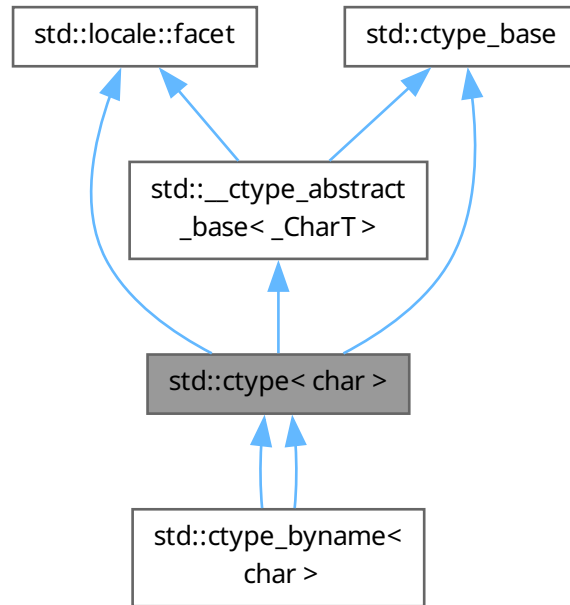 std::locale::facet
std::ctype_base
std::__ctype_abstract
_base< _CharT >
std::ctype< char >
std::ctype_byname<
char >